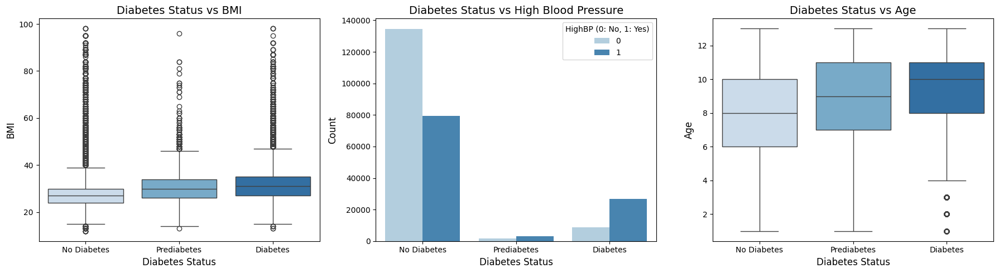 Diabetes Status vs BMI
100
80
60
40
20
BMI
No Diabetes
Prediabetes
Diabetes
Diabetes Status
Diabetes Status vs High Blood Pressure
140000
120000
100000
80000
60000
40000
20000
0
Count
HighBP (0: No, 1: Yes)
0
1
No Diabetes
Prediabetes
Diabetes
Diabetes Status
Diabetes Status vs Age
12
10
8
6
4
2
Age
No Diabetes
Prediabetes
Diabetes
Diabetes Status